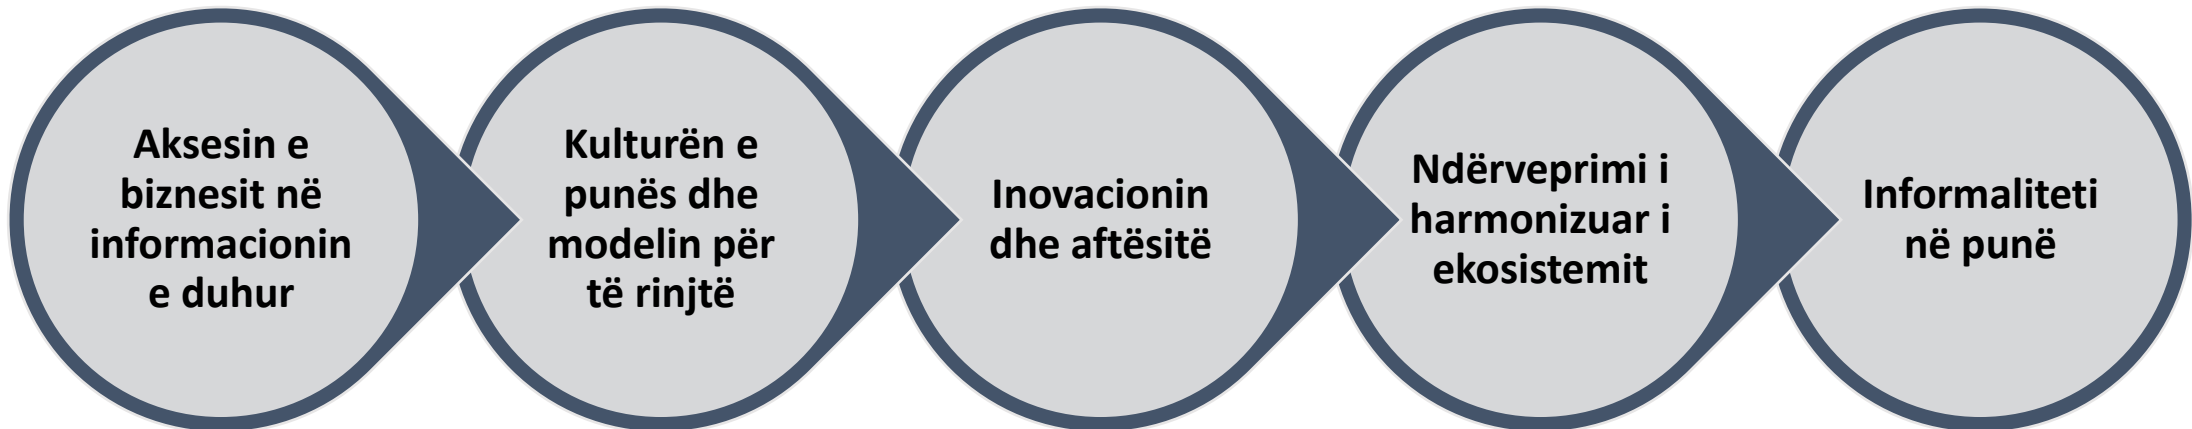 Aksesin e
biznesit në
informacionin
e duhur
Kulturën e
punës dhe
modelin për
të rinjtë
Inovacionin
dhe aftësitë
Ndërveprimi i
harmonizuar i
ekosistemit
Informaliteti
në punë